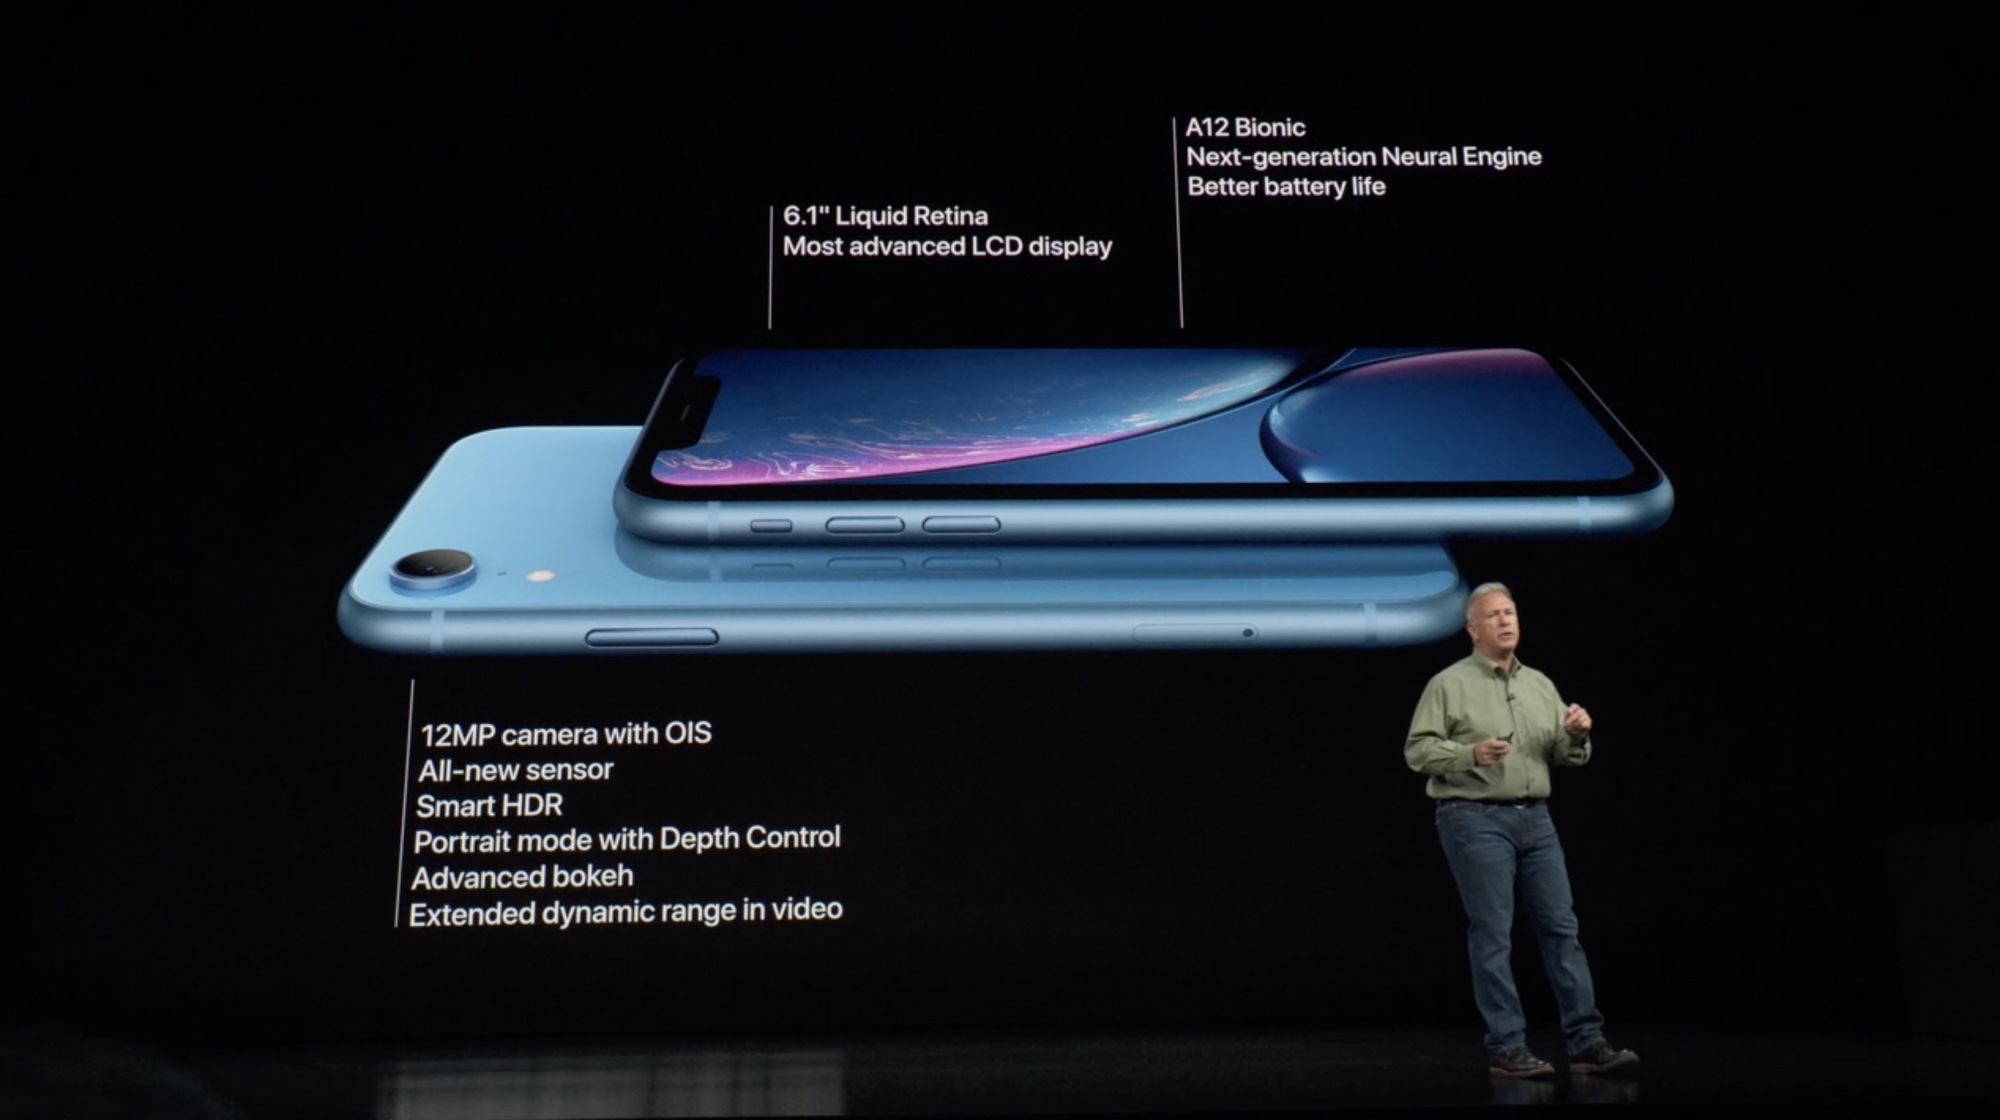 A12 Bionic
Next-generation Neural Engine
Better battery life
6.1" Liquid Retina
Most advanced LCD display
12MP camera with OIS
All-new sensor
Smart HDR
Portrait mode with Depth Control
Advanced bokeh
Extended dynamic range in video